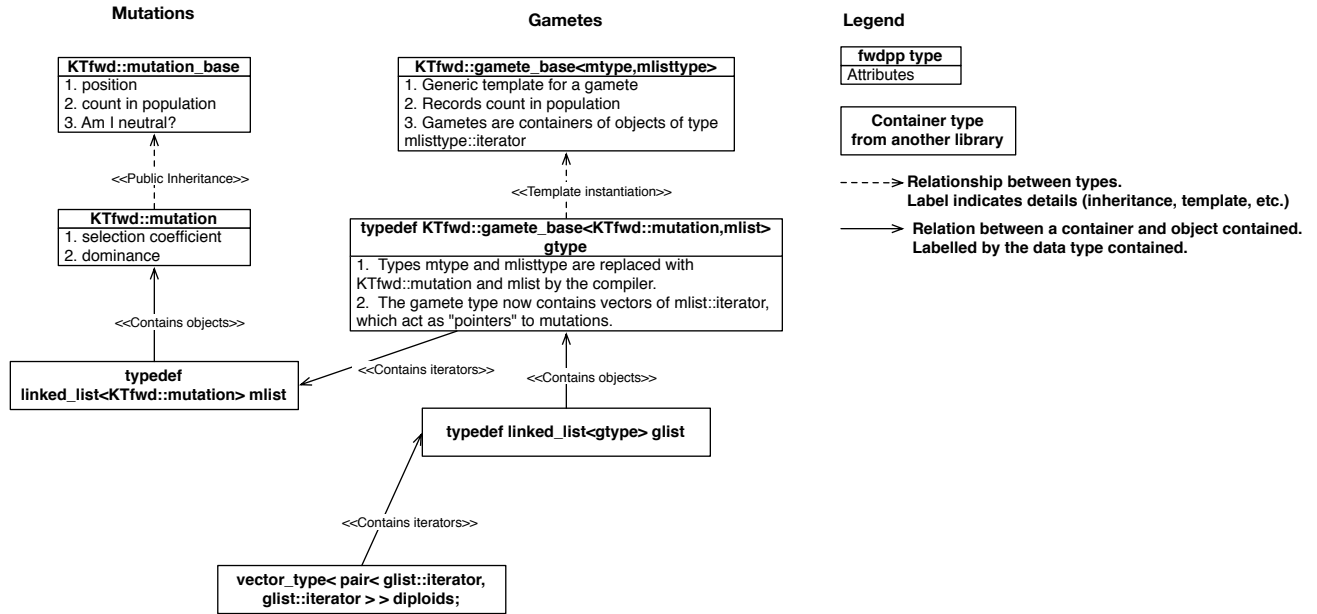 Mutations
Gametes
Legend
KTfwd::mutation_base
1. position
2. count in population
3. Am I neutral?
KTfwd::gamete_base<mtype,mlisttype>
1. Generic template for a gamete
2. Records count in population
3. Gametes are containers of objects of type
mlisttype::iterator
fwdpp type
Attributes
Container type
from another library
<<Public Inheritance>>
<<Template instantiation>>
Relationship between types.
Label indicates details (inheritance, template, etc.)
Relation between a container and object contained.
Labelled by the data type contained.
KTfwd::mutation
1. selection coefficient
2. dominance
typedef KTfwd::gamete_base<KTfwd::mutation,mlist>
gtype
1. Types mtype and mlisttype are replaced with
KTfwd::mutation and mlist by the compiler.
2. The gamete type now contains vectors of mlist::iterator,
which act as "pointers" to mutations.
<<Contains objects>>
<<Contains iterators>>
<<Contains objects>>
typedef
linked_list<KTfwd::mutation> mlist
typedef linked_list<gtype> glist
<<Contains iterators>>
vector_type< pair< glist::iterator,
glist::iterator > > diploids;